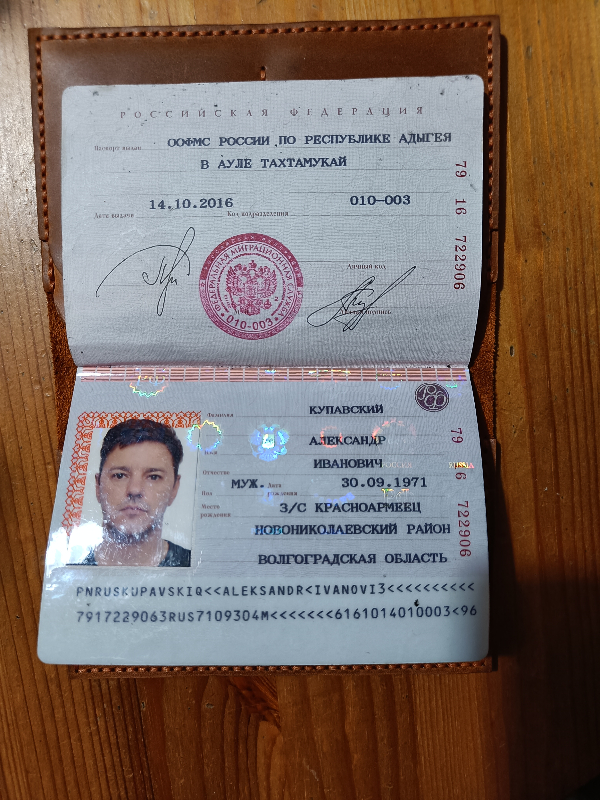 РОССИЙСКАЯ ФЕДЕРАЦИЯ
Паспорт выдан ООФМС РОССИИ ПО РЕСПУБЛИКЕ АДЫГЕЯ
В АУЛЕ ТАХТАМУКАЙ
Дата выдачи 14.10.2016 Код подразделения 010-003
79 16 722906
Личный код
ФЕДЕРАЛЬНАЯ МИГРАЦИОННАЯ СЛУЖБА
010-003
Фамилия КУПАВСКИЙ
Имя АЛЕКСАНДР
Отчество ИВАНОВИЧ
Пол МУЖ. Дата рождения 30.09.1971
Место рождения З/С КРАСНОАРМЕЕЦ
НОВОНИКОЛАЕВСКИЙ РАЙОН
ВОЛГОГРАДСКАЯ ОБЛАСТЬ
79 16 722906
PNRUSKUPAVSKIQ<<ALEKSANDR<IVANOVI3<<<<<<<<<<
7917229063RUS7109304M<<<<<<<6161014010003<96